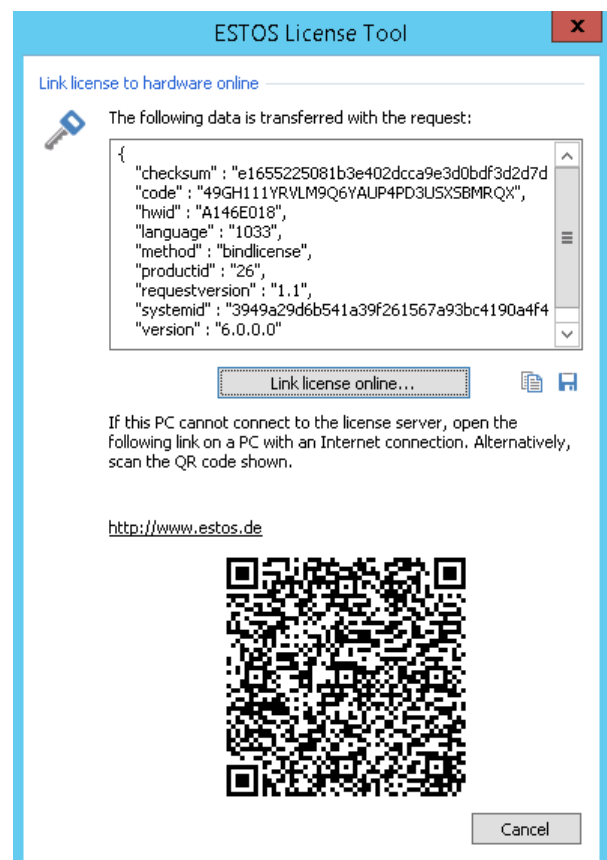 ESTOS License Tool
x
Link license to hardware online
The following data is transferred with the request:
{
"checksum" : "e1655225081b3e402dcca9e3d0bdf3d2d7d
"code" : "49GH111YRVLM9Q6YAUP4PD3USXSBMRQX",
"hwid" : "A146E018",
"language" : "1033",
"method" : "bindlicense",
"productid" : "26",
"requestversion" : "1.1",
"systemid" : "3949a29d6b541a39f261567a93bc4190a4f4
"version" : "6.0.0.0"
Link license online...
If this PC cannot connect to the license server, open the
following link on a PC with an Internet connection. Alternatively,
scan the QR code shown.
http://www.estos.de
Cancel